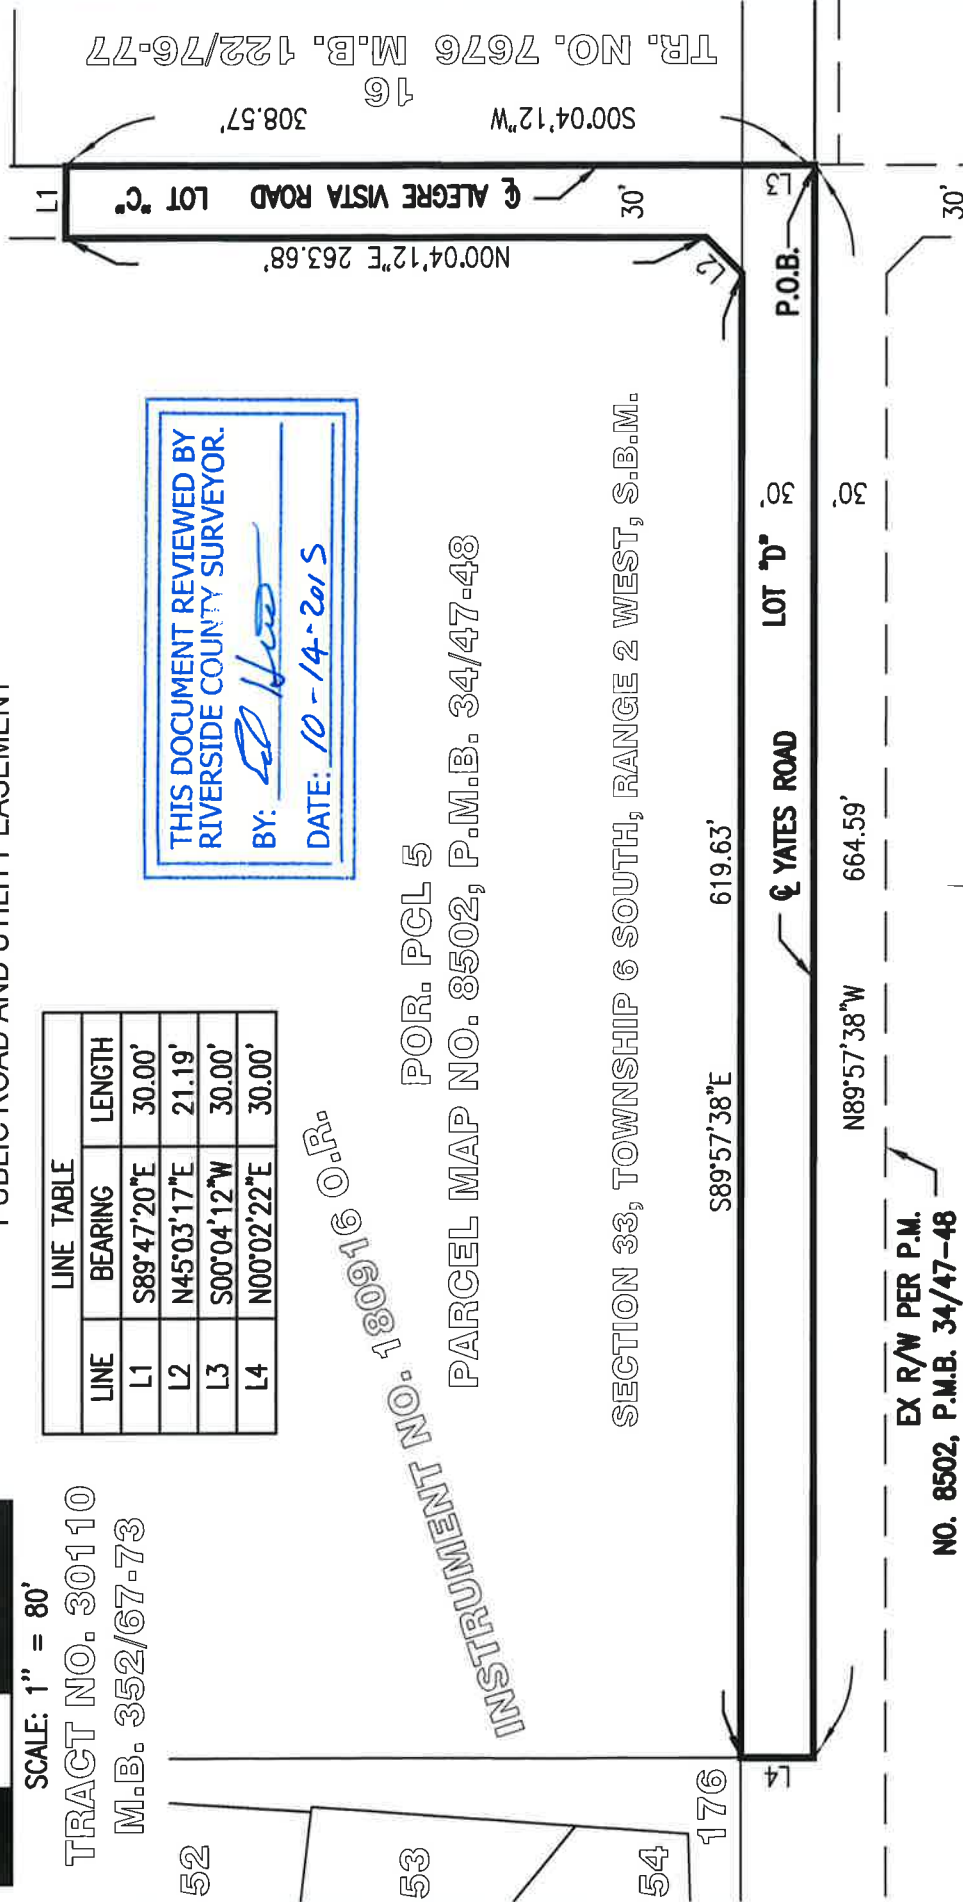 PUBLIC ROAD AND UTILITY EASEMENT
SCALE: 1" = 80'
TRACT NO. 30110
M.B. 352/67-73
LINE TABLE
LINE BEARING LENGTH
L1 S89°47'20"E 30.00'
L2 N45°03'17"E 21.19'
L3 S00°04'12"W 30.00'
L4 N00°02'22"E 30.00'
THIS DOCUMENT REVIEWED BY
RIVERSIDE COUNTY SURVEYOR.
BY:
DATE: 10-14-2015
L1
N00°04'12"E 263.68'
℄ ALEGRE VISTA ROAD LOT "C"
S00°04'12"W 308.57'
16
TR. NO. 7676 M.B. 122/76-77
52
53
54
176
INSTRUMENT NO. 180916 O.R.
POR. PCL 5
PARCEL MAP NO. 8502, P.M.B. 34/47-48
SECTION 33, TOWNSHIP 6 SOUTH, RANGE 2 WEST, S.B.M.
30'
L2
S89°57'38"E 619.63'
L4
℄ YATES ROAD
LOT "D"
30'
P.O.B.
L3
N89°57'38"W 664.59'
30'
30'
EX R/W PER P.M.
NO. 8502, P.M.B. 34/47-48